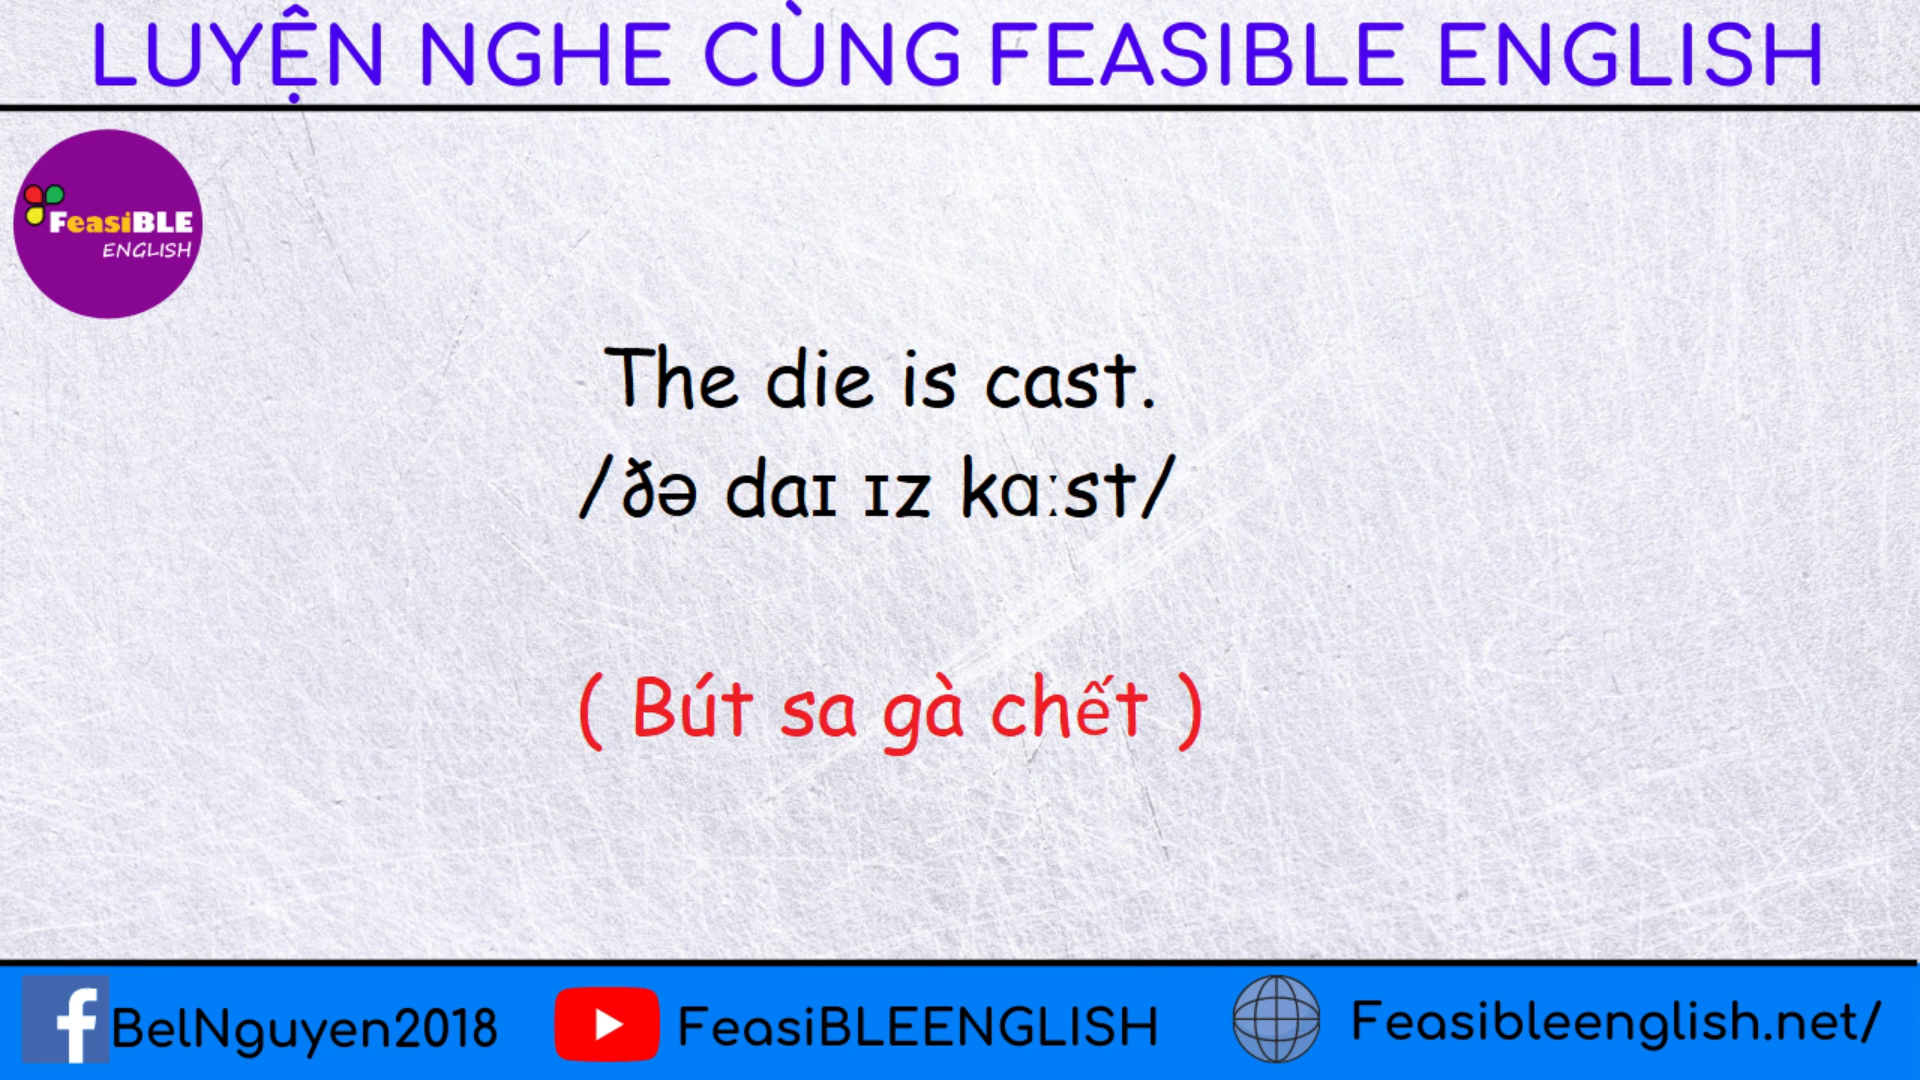 LUYỆN NGHE CÙNG FEASIBLE ENGLISH
FeasiBLE
ENGLISH
The die is cast.
/ðə daɪ ɪz kɑːst/
( Bút sa gà chết )
BelNguyen2018
FeasiBLEENGLISH
Feasibleenglish.net/